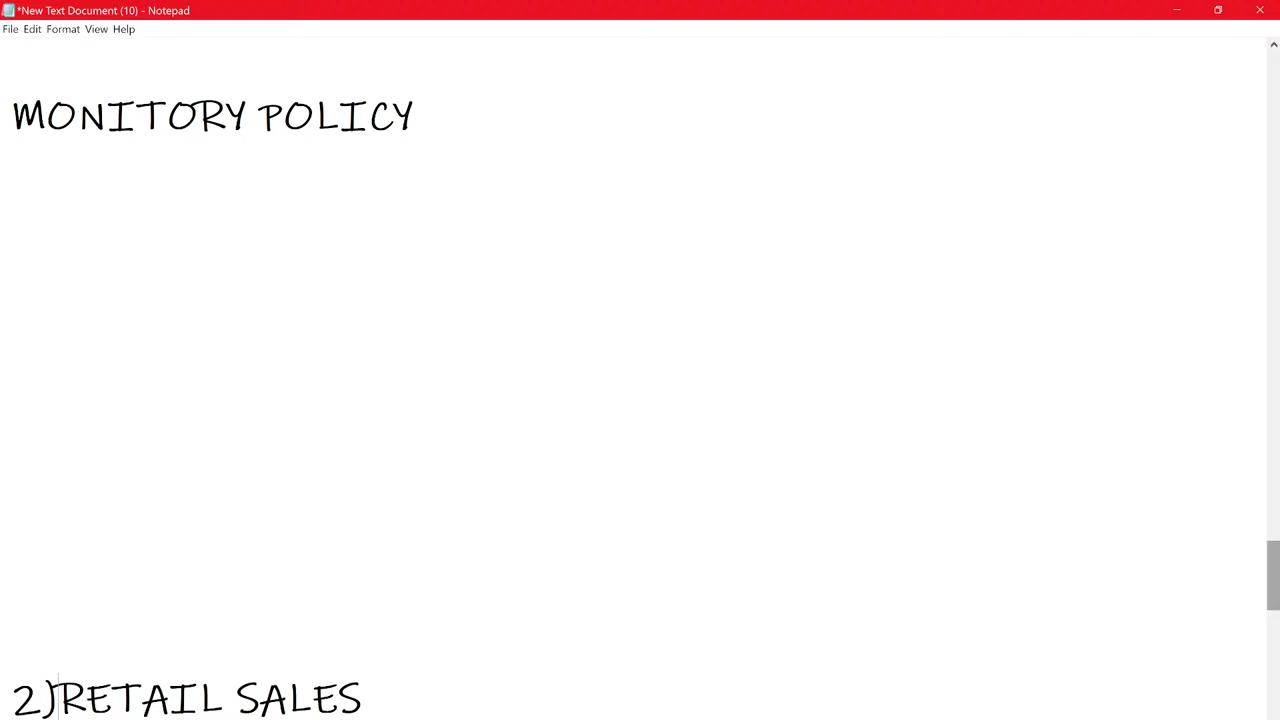 *New Text Document (10) - Notepad
File Edit Format View Help
MONITORY POLICY
2)RETAIL SALES